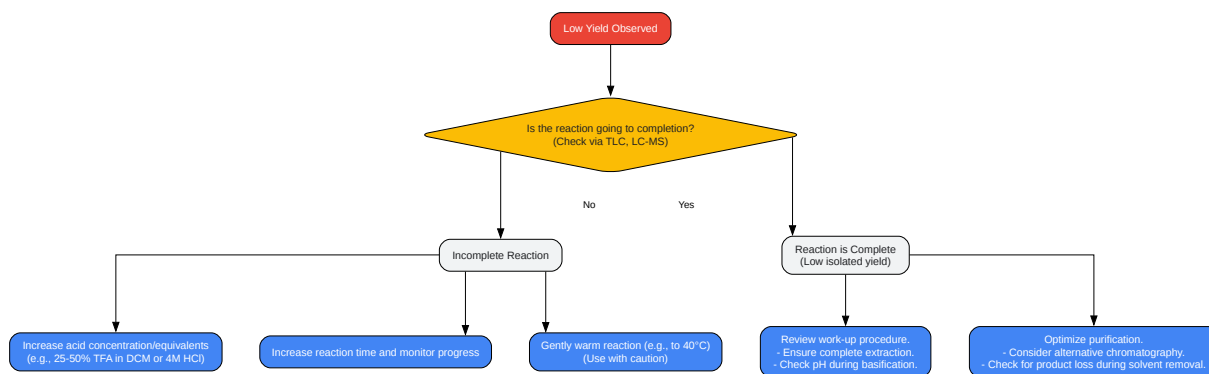 Low Yield Observed
Is the reaction going to completion?
(Check via TLC, LC-MS)
No
Yes
Incomplete Reaction
Reaction is Complete
(Low isolated yield)
Increase acid concentration/equivalents
(e.g., 25-50% TFA in DCM or 4M HCl)
Increase reaction time and monitor progress
Gently warm reaction (e.g., to 40°C)
(Use with caution)
Review work-up procedure.
- Ensure complete extraction.
- Check pH during basification.
Optimize purification.
- Consider alternative chromatography.
- Check for product loss during solvent removal.